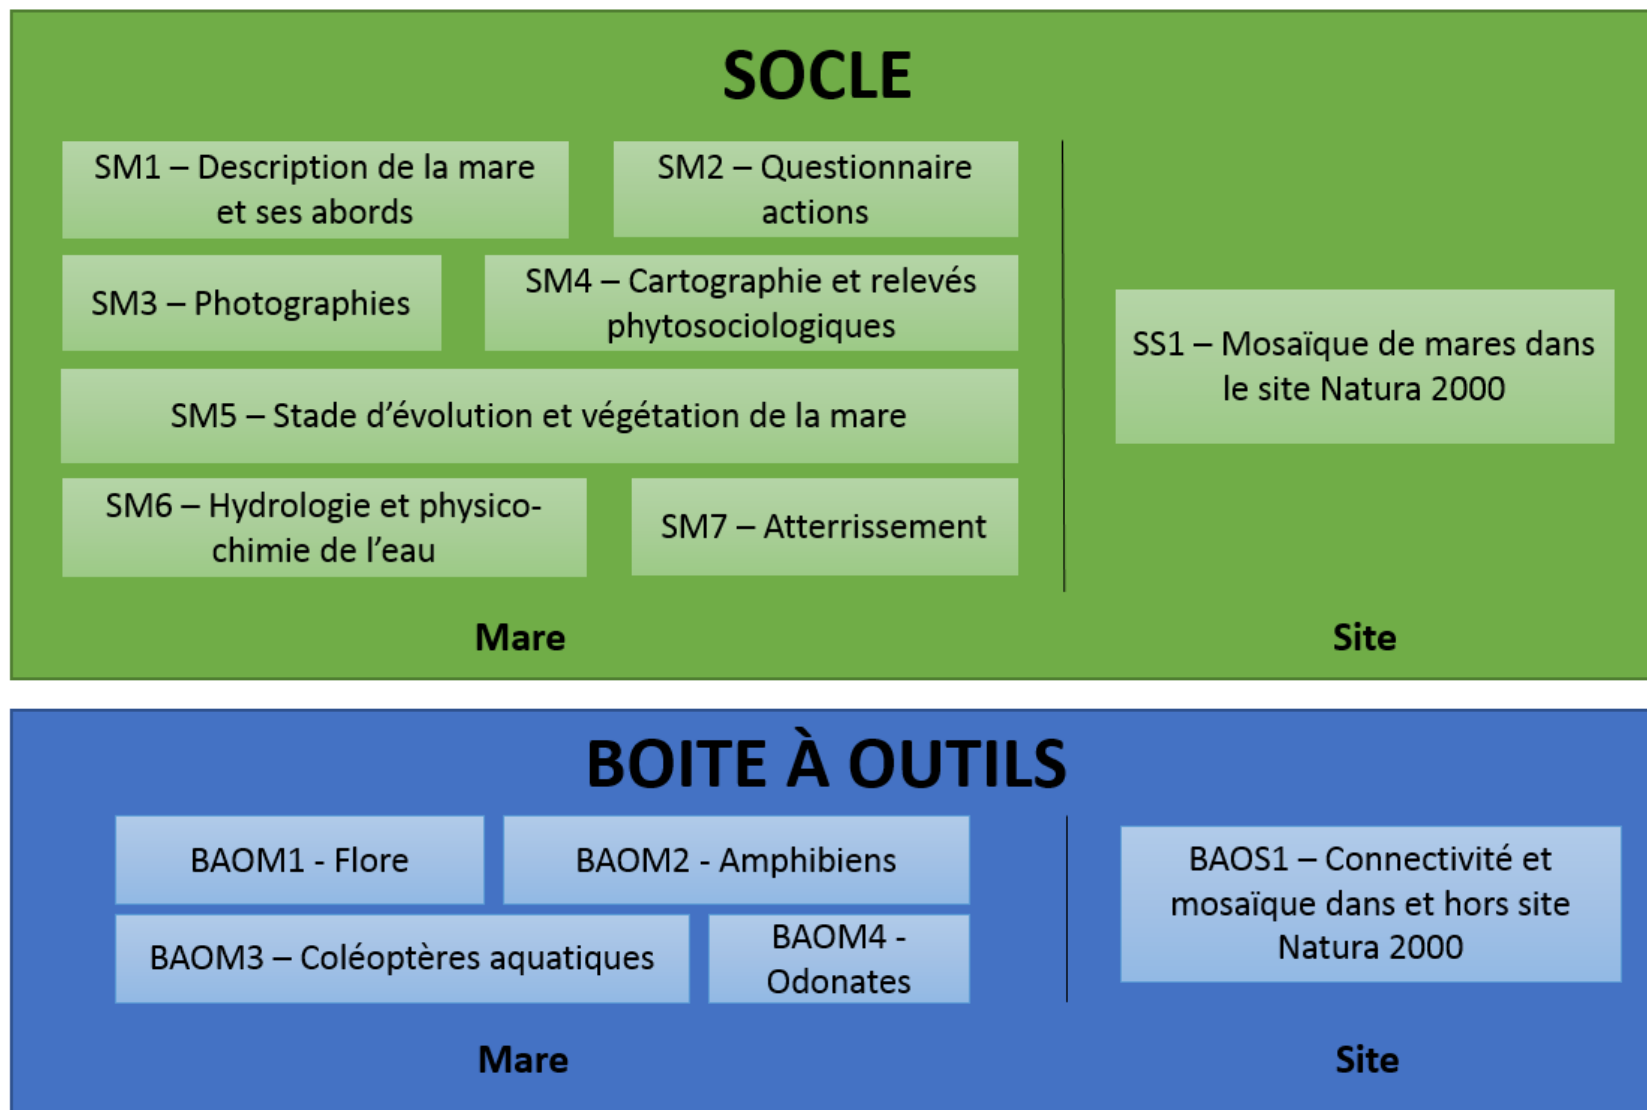 SOCLE
SM1 – Description de la mare
et ses abords
SM2 – Questionnaire
actions
SM3 – Photographies
SM4 – Cartographie et relevés
phytosociologiques
SM5 – Stade d’évolution et végétation de la mare
SM6 – Hydrologie et physico-
chimie de l’eau
SM7 – Atterrissement
Mare
SS1 – Mosaïque de mares dans
le site Natura 2000
Site
BOITE À OUTILS
BAOM1 - Flore
BAOM2 - Amphibiens
BAOM3 – Coléoptères aquatiques
BAOM4 -
Odonates
Mare
BAOS1 – Connectivité et
mosaïque dans et hors site
Natura 2000
Site